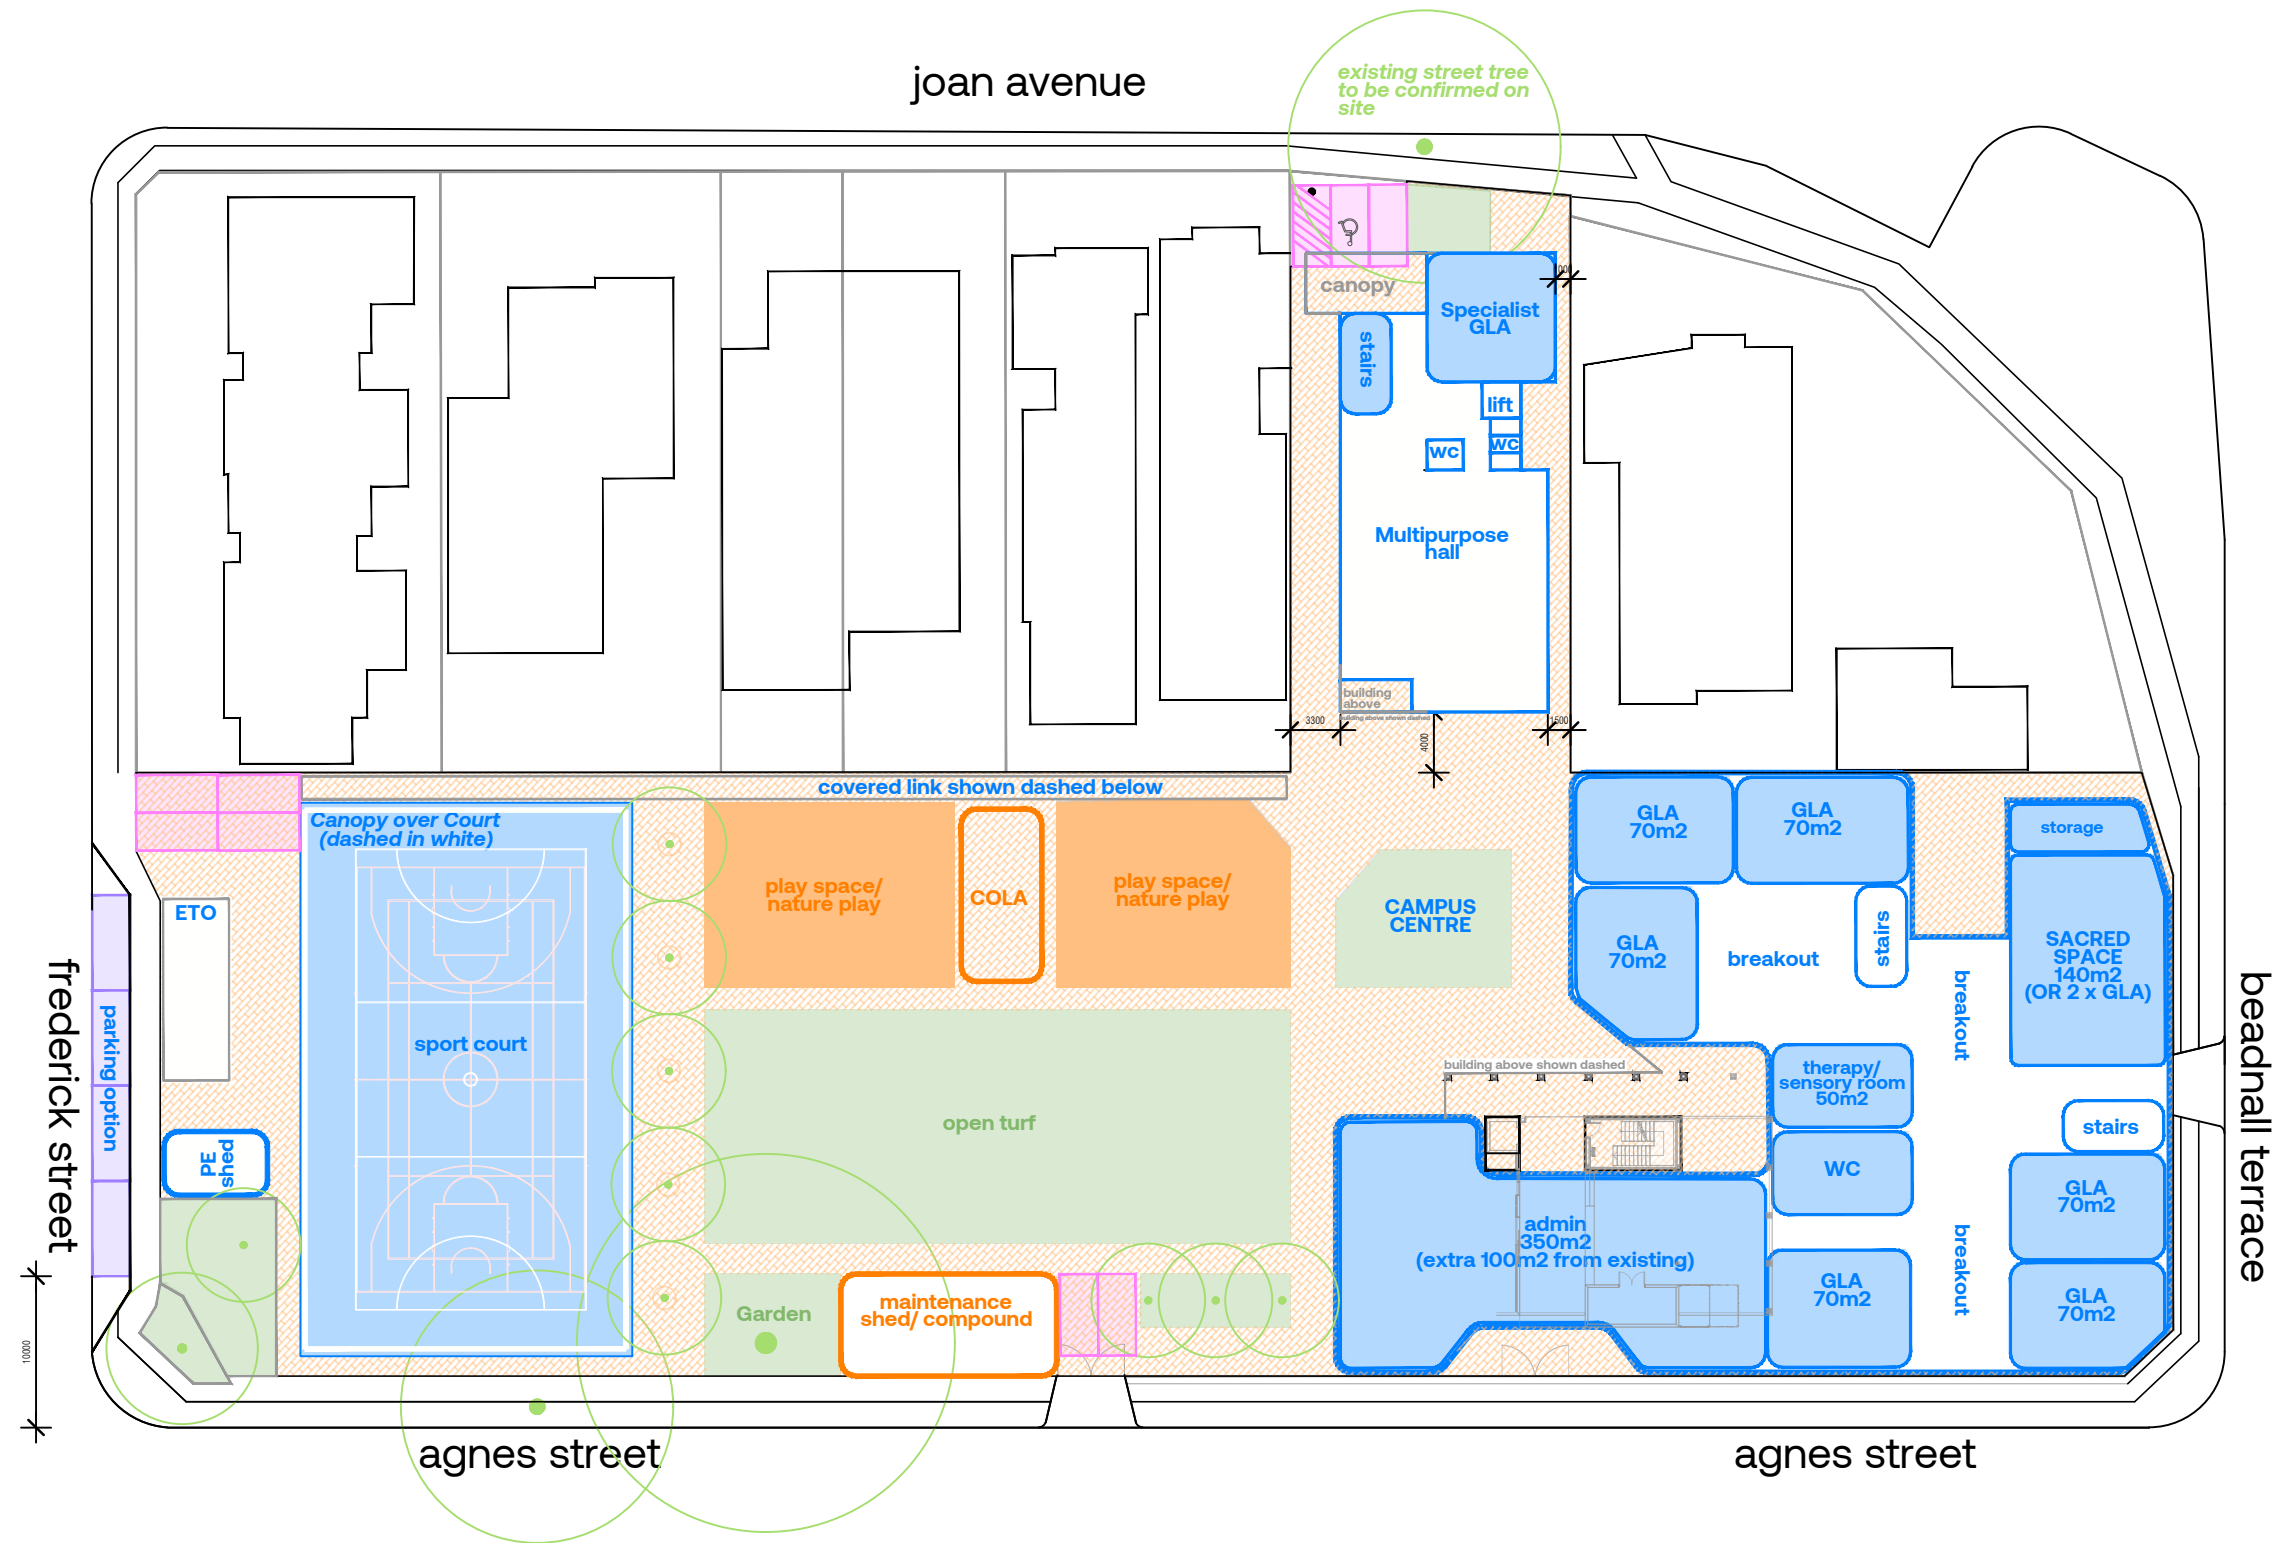 joan avenue
existing street tree
to be confirmed on
site
canopy
Specialist
GLA
stairs
lift
WC
WC
Multipurpose
hall
building
above
building above shown dashed
3300
4000
1500
covered link shown dashed below
Canopy over Court
(dashed in white)
ETO
play space/
nature play
COLA
play space/
nature play
CAMPUS
CENTRE
GLA
70m2
GLA
70m2
storage
GLA
70m2
breakout
stairs
SACRED
SPACE
140m2
(OR 2 x GLA)
breakout
frederick street
parking option
sport court
building above shown dashed
therapy/
sensory room
50m2
beadnall terrace
open turf
stairs
PE
shed
WC
GLA
70m2
admin
350m2
(extra 100m2 from existing)
breakout
GLA
70m2
GLA
70m2
Garden
maintenance
shed/ compound
10000
agnes street
agnes street